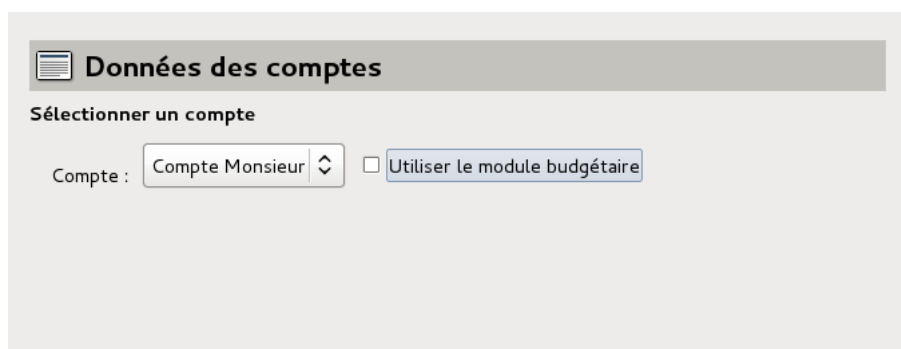 Données des comptes
Sélectionner un compte
Compte : Compte Monsieur Utiliser le module budgétaire